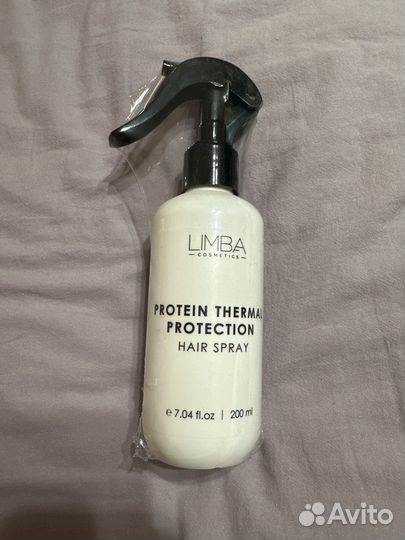 LIMBA
COSMETICS
PROTEIN THERMAL
PROTECTION
HAIR SPRAY
e 7.04 fl.oz | 200 ml
Avito